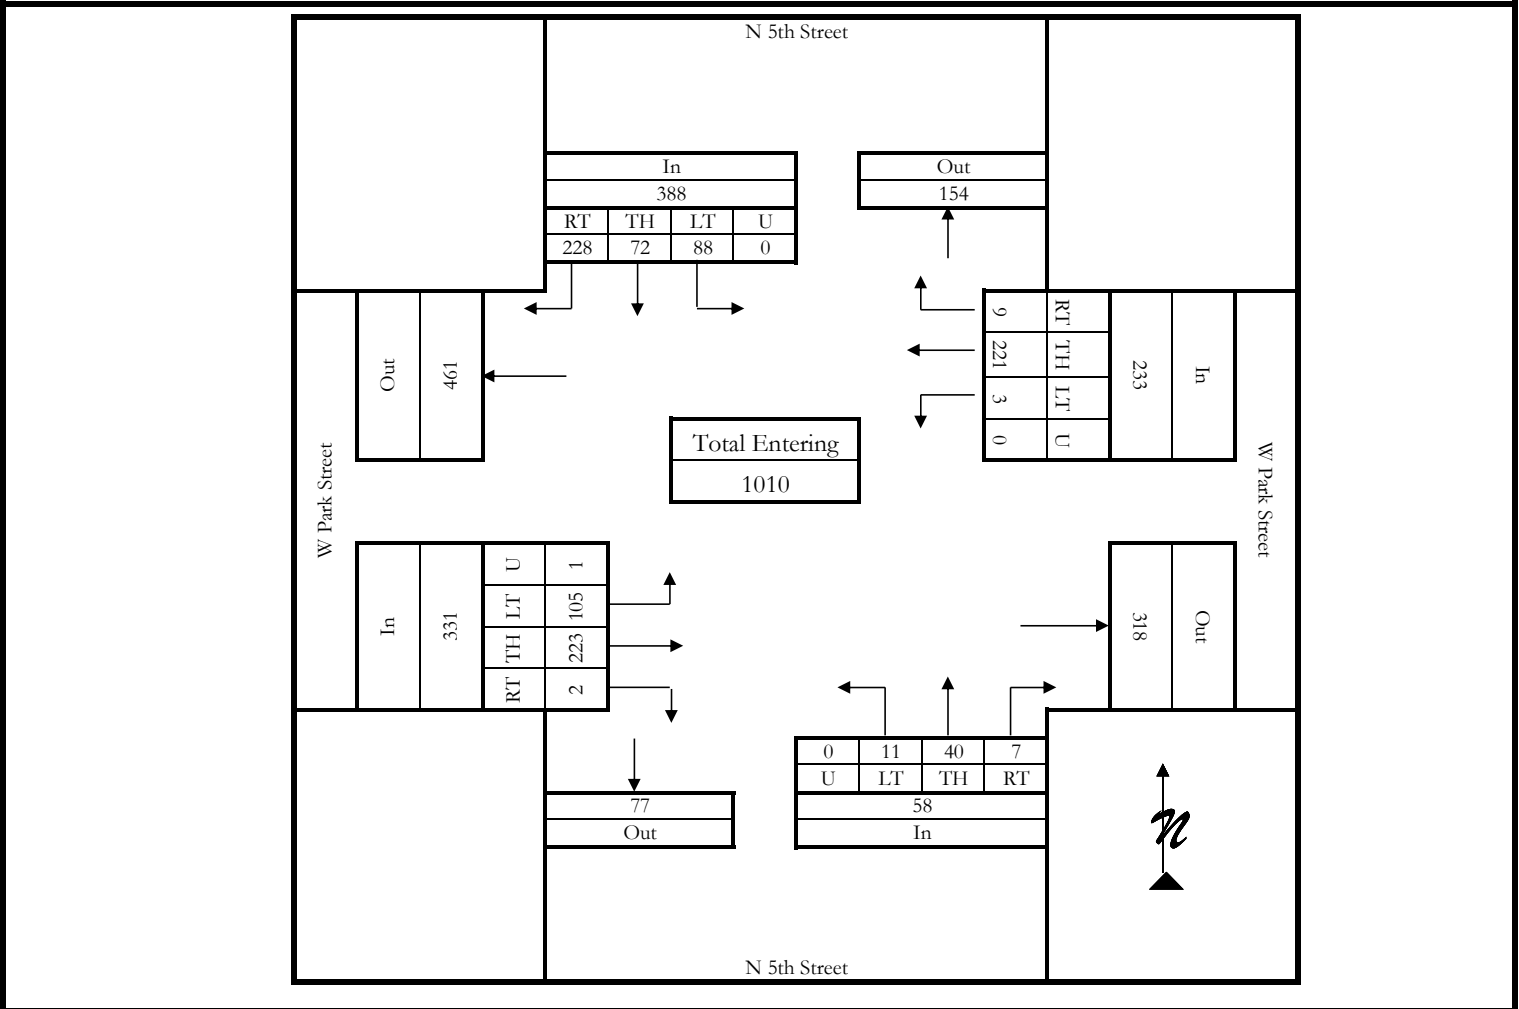 N 5th Street
In
388
RT TH LT U
228 72 88 0
Out
154
Out
461
9 RT
221 TH
3 LT
0 U
233
In
W Park Street
Total Entering
1010
W Park Street
In
331
U 1
LT 105
TH 223
RT 2
318
Out
0 11 40 7
U LT TH RT
58
In
77
Out
N
N 5th Street